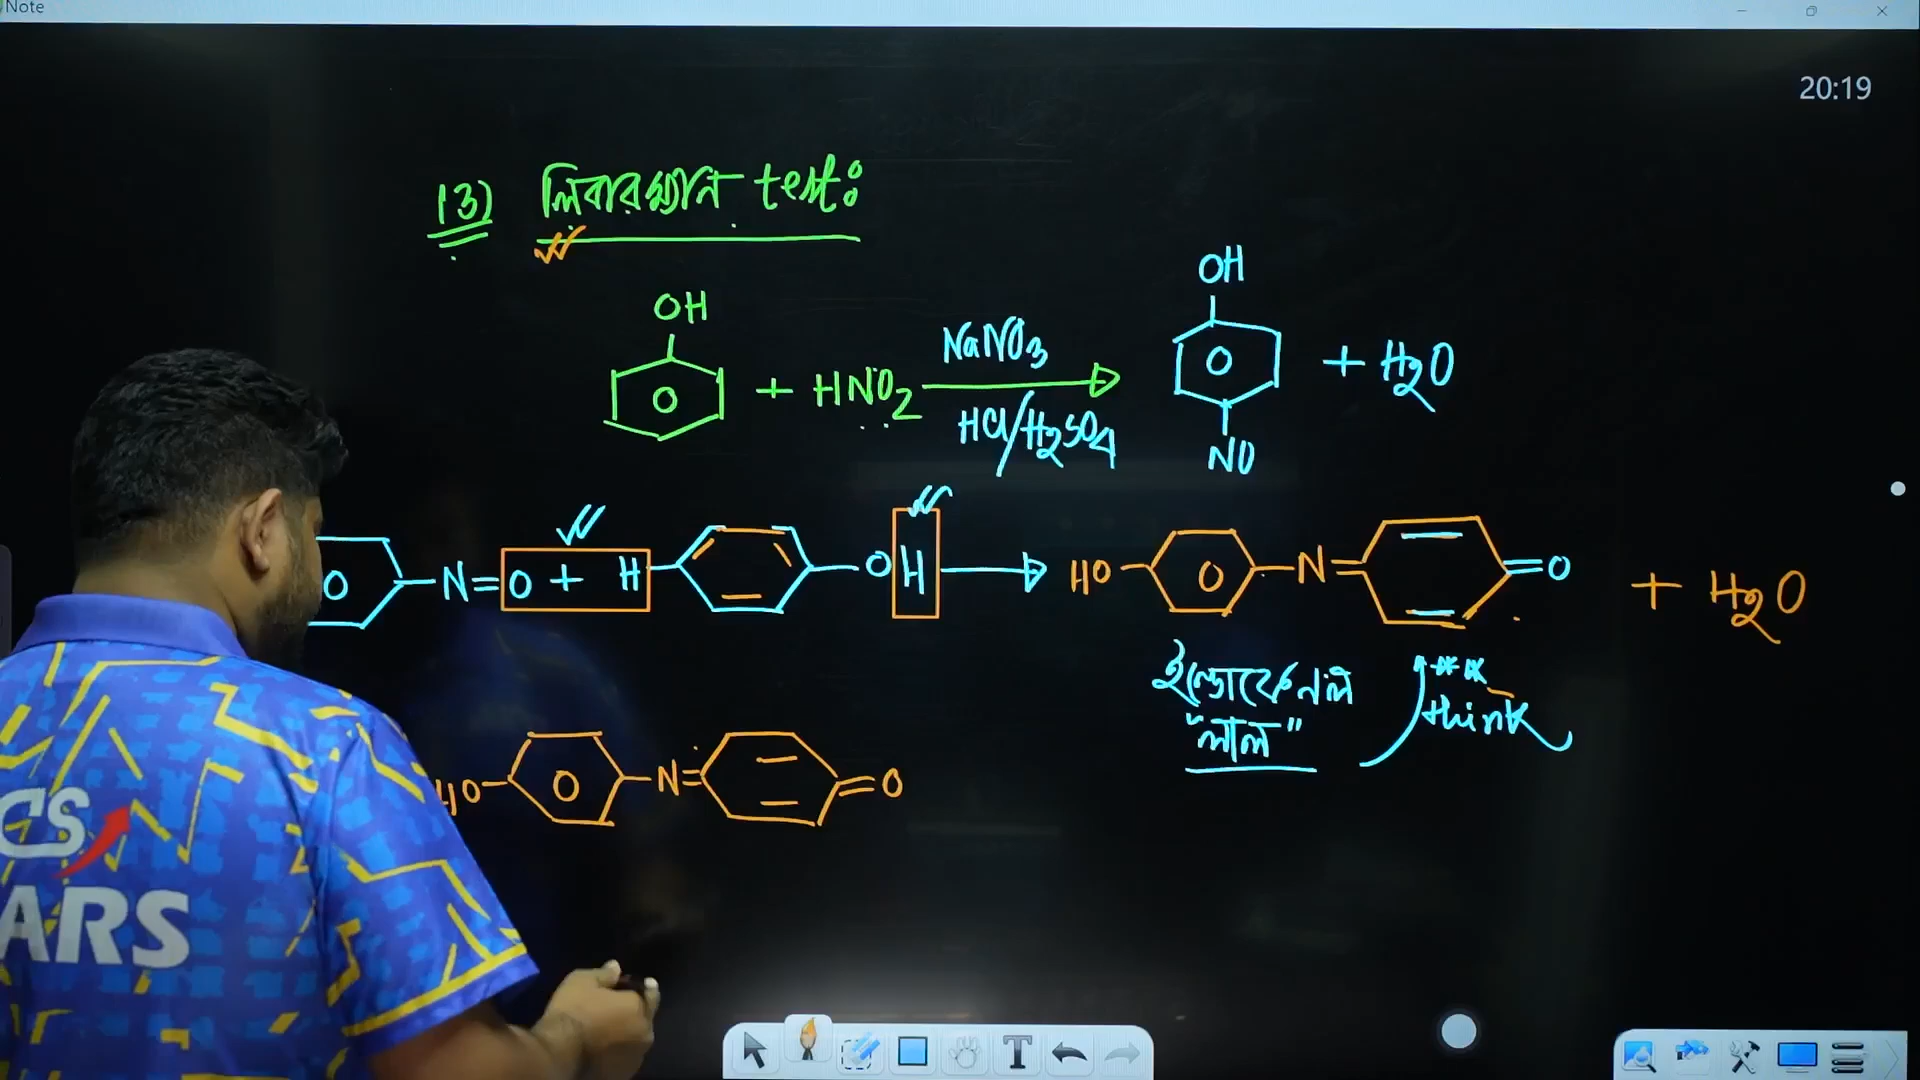 Note
20:19
13) লিবারম্যান test:
OH
OH
+ HNO2
NaNO3
HCl/H2SO4
NO
+ H2O
N=O + H
OH
HO
N
O
+ H2O
ইন্ডোফেনল
"লাল"
think
HO
N
O
CS
ARS